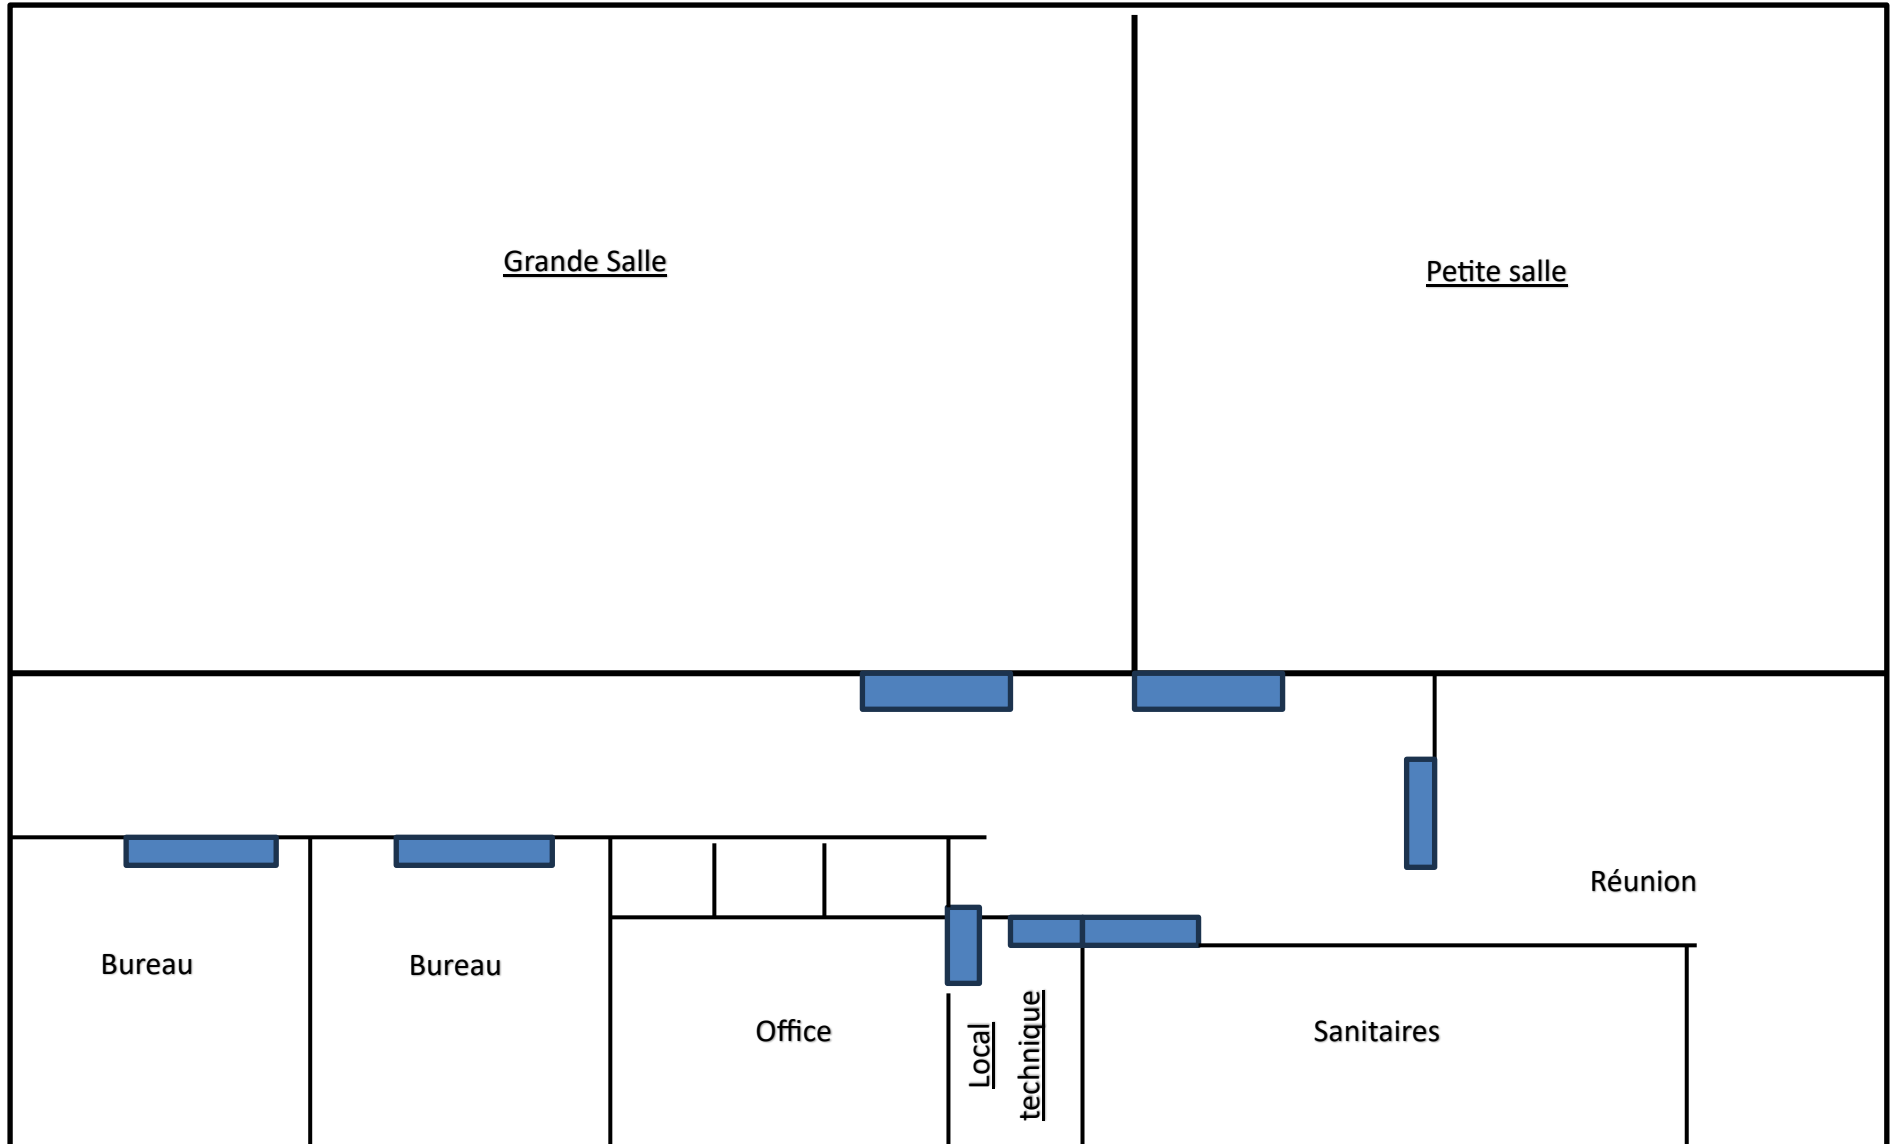 Grande Salle
Petite salle
Réunion
Bureau
Bureau
Office
Local
technique
Sanitaires